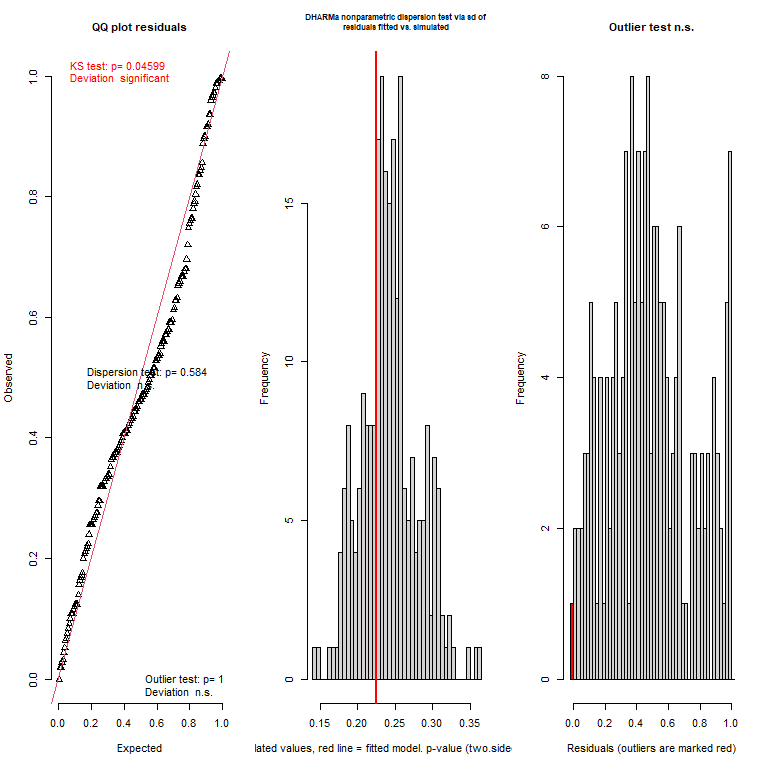 QQ plot residuals
KS test: p= 0.04599
Deviation significant
Dispersion test: p= 0.584
Deviation n.s.
Outlier test: p= 1
Deviation n.s.
Observed
0.0 0.2 0.4 0.6 0.8 1.0
0.0 0.2 0.4 0.6 0.8 1.0
Expected
DHARMa nonparametric dispersion test via sd of
residuals fitted vs. simulated
Frequency
0 5 10 15
0.15 0.20 0.25 0.30 0.35
lated values, red line = fitted model. p-value (two.side
Outlier test n.s.
Frequency
0 2 4 6 8
0.0 0.2 0.4 0.6 0.8 1.0
Residuals (outliers are marked red)